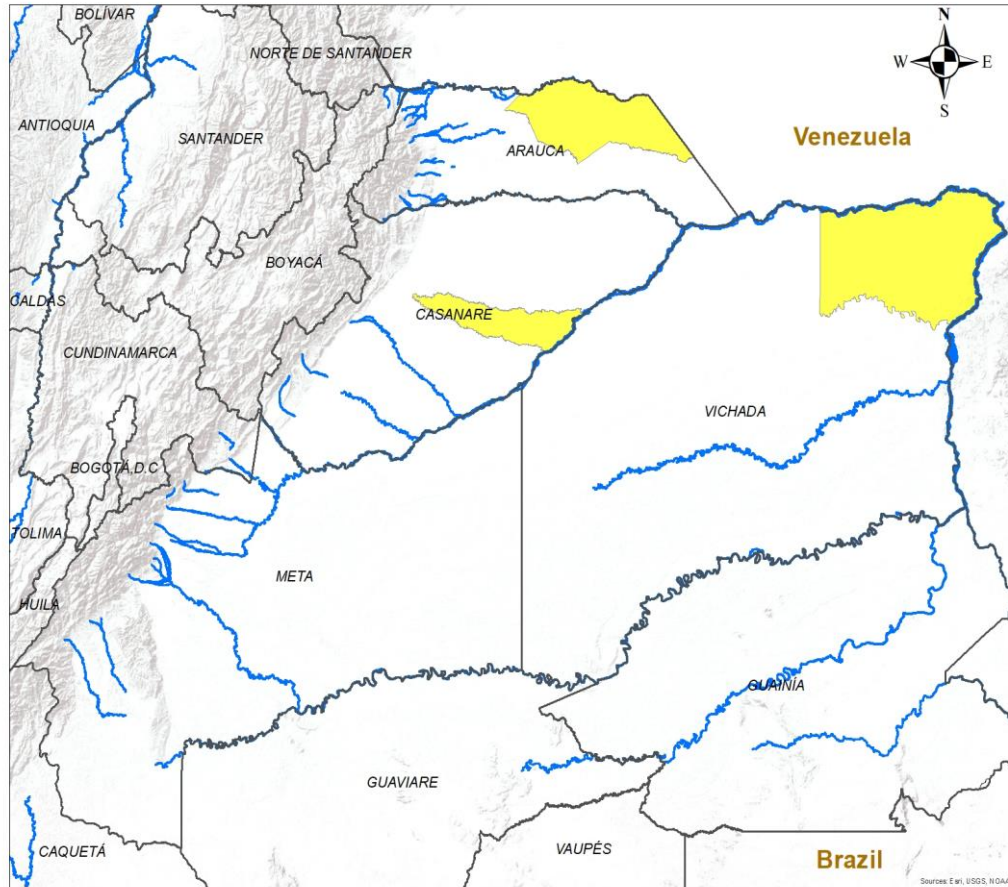 BOLÍVAR
N
NORTE DE SANTANDER
W
E
S
ANTIOQUIA
SANTANDER
Venezuela
ARAUCA
BOYACÁ
CALDAS
CASANARE
CUNDINAMARCA
VICHADA
BOGOTÁ,D.C
TOLIMA
META
HUILA
GUAINÍA
GUAVIARE
CAQUETÁ
VAUPÉS
Brazil
Sources: Esri, USGS, NOAA